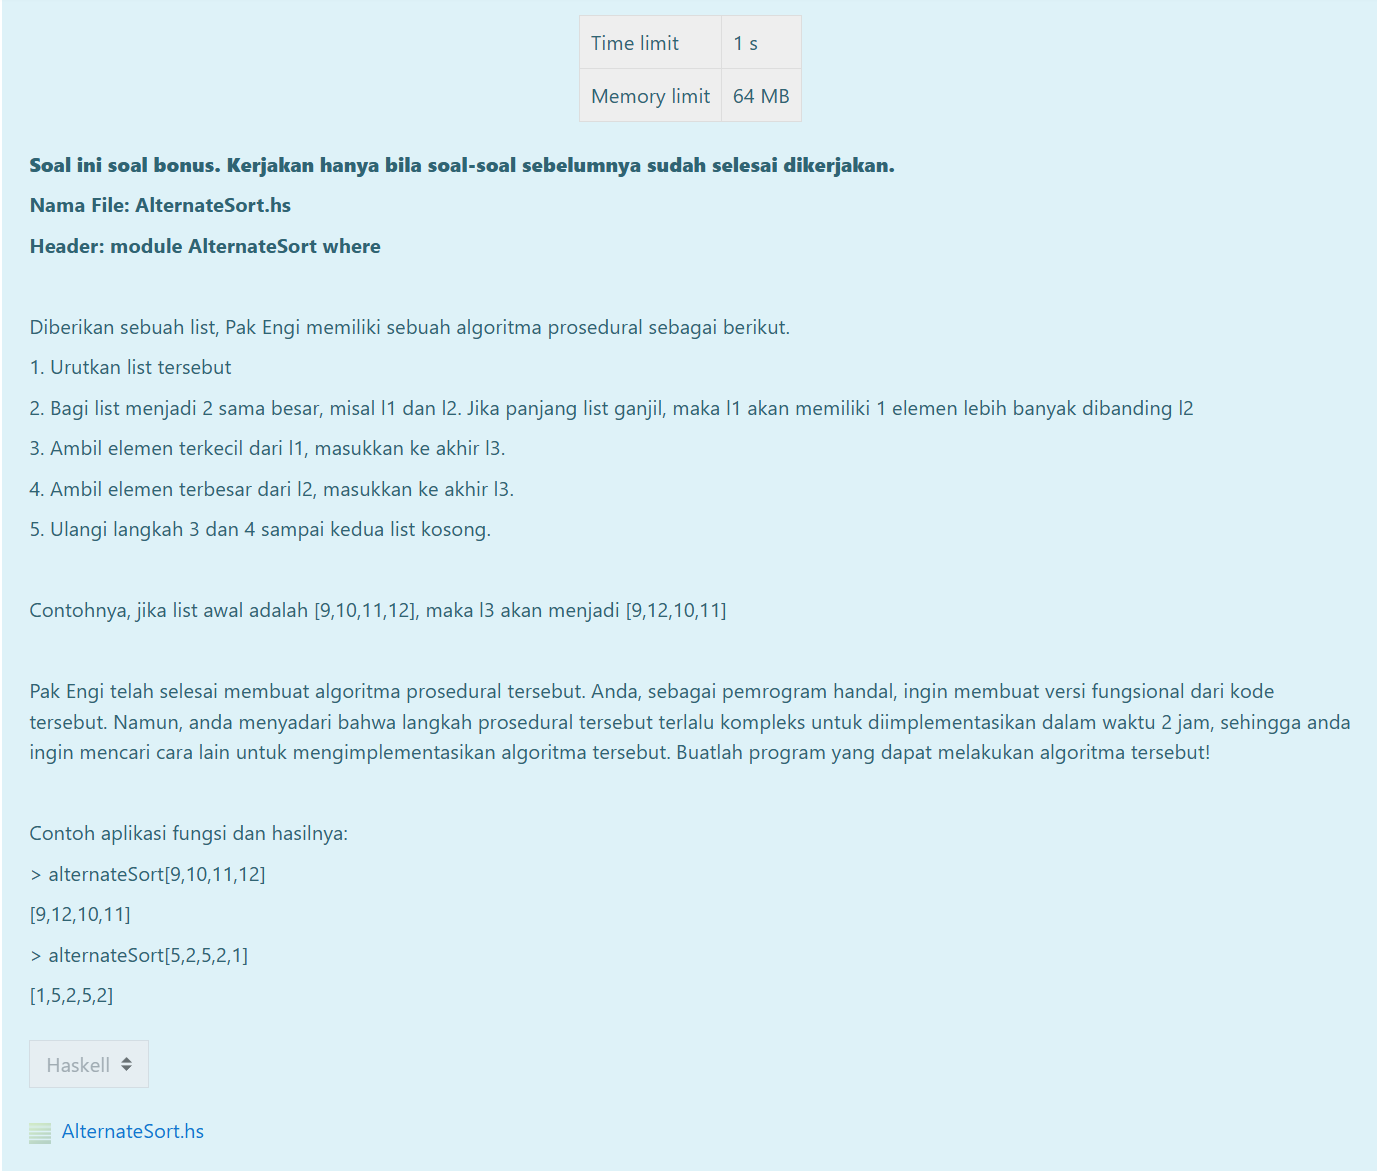 Time limit 1 s
Memory limit 64 MB
Soal ini soal bonus. Kerjakan hanya bila soal-soal sebelumnya sudah selesai dikerjakan.
Nama File: AlternateSort.hs
Header: module AlternateSort where
Diberikan sebuah list, Pak Engi memiliki sebuah algoritma prosedural sebagai berikut.
1. Urutkan list tersebut
2. Bagi list menjadi 2 sama besar, misal l1 dan l2. Jika panjang list ganjil, maka l1 akan memiliki 1 elemen lebih banyak dibanding l2
3. Ambil elemen terkecil dari l1, masukkan ke akhir l3.
4. Ambil elemen terbesar dari l2, masukkan ke akhir l3.
5. Ulangi langkah 3 dan 4 sampai kedua list kosong.
Contohnya, jika list awal adalah [9,10,11,12], maka l3 akan menjadi [9,12,10,11]
Pak Engi telah selesai membuat algoritma prosedural tersebut. Anda, sebagai pemrogram handal, ingin membuat versi fungsional dari kode
tersebut. Namun, anda menyadari bahwa langkah prosedural tersebut terlalu kompleks untuk diimplementasikan dalam waktu 2 jam, sehingga anda
ingin mencari cara lain untuk mengimplementasikan algoritma tersebut. Buatlah program yang dapat melakukan algoritma tersebut!
Contoh aplikasi fungsi dan hasilnya:
> alternateSort[9,10,11,12]
[9,12,10,11]
> alternateSort[5,2,5,2,1]
[1,5,2,5,2]
Haskell
AlternateSort.hs